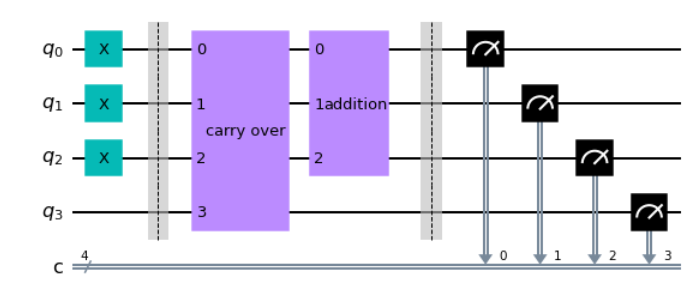 q0 X 0 0
q1 X 1 1addition
carry over
q2 X 2 2
q3 3
4 0 1 2 3
c